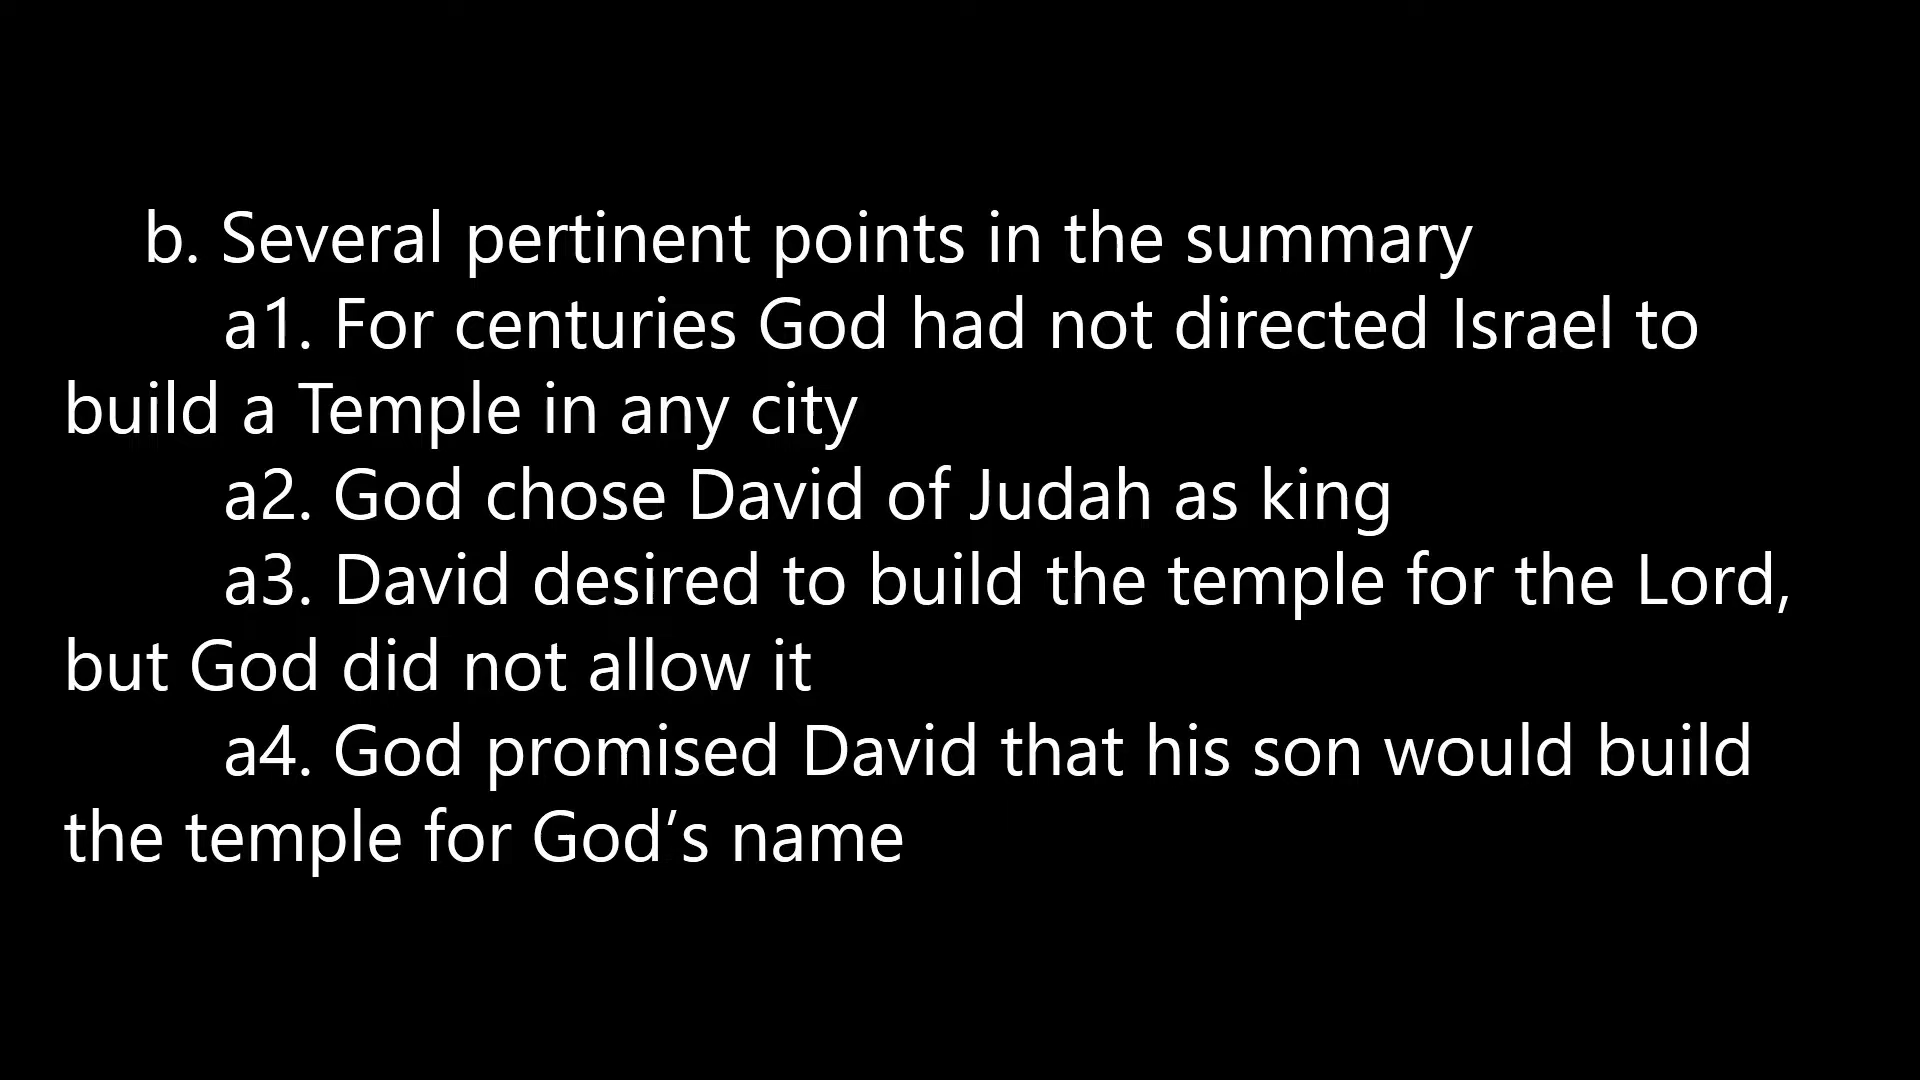 b. Several pertinent points in the summary
a1. For centuries God had not directed Israel to
build a Temple in any city
a2. God chose David of Judah as king
a3. David desired to build the temple for the Lord,
but God did not allow it
a4. God promised David that his son would build
the temple for God’s name